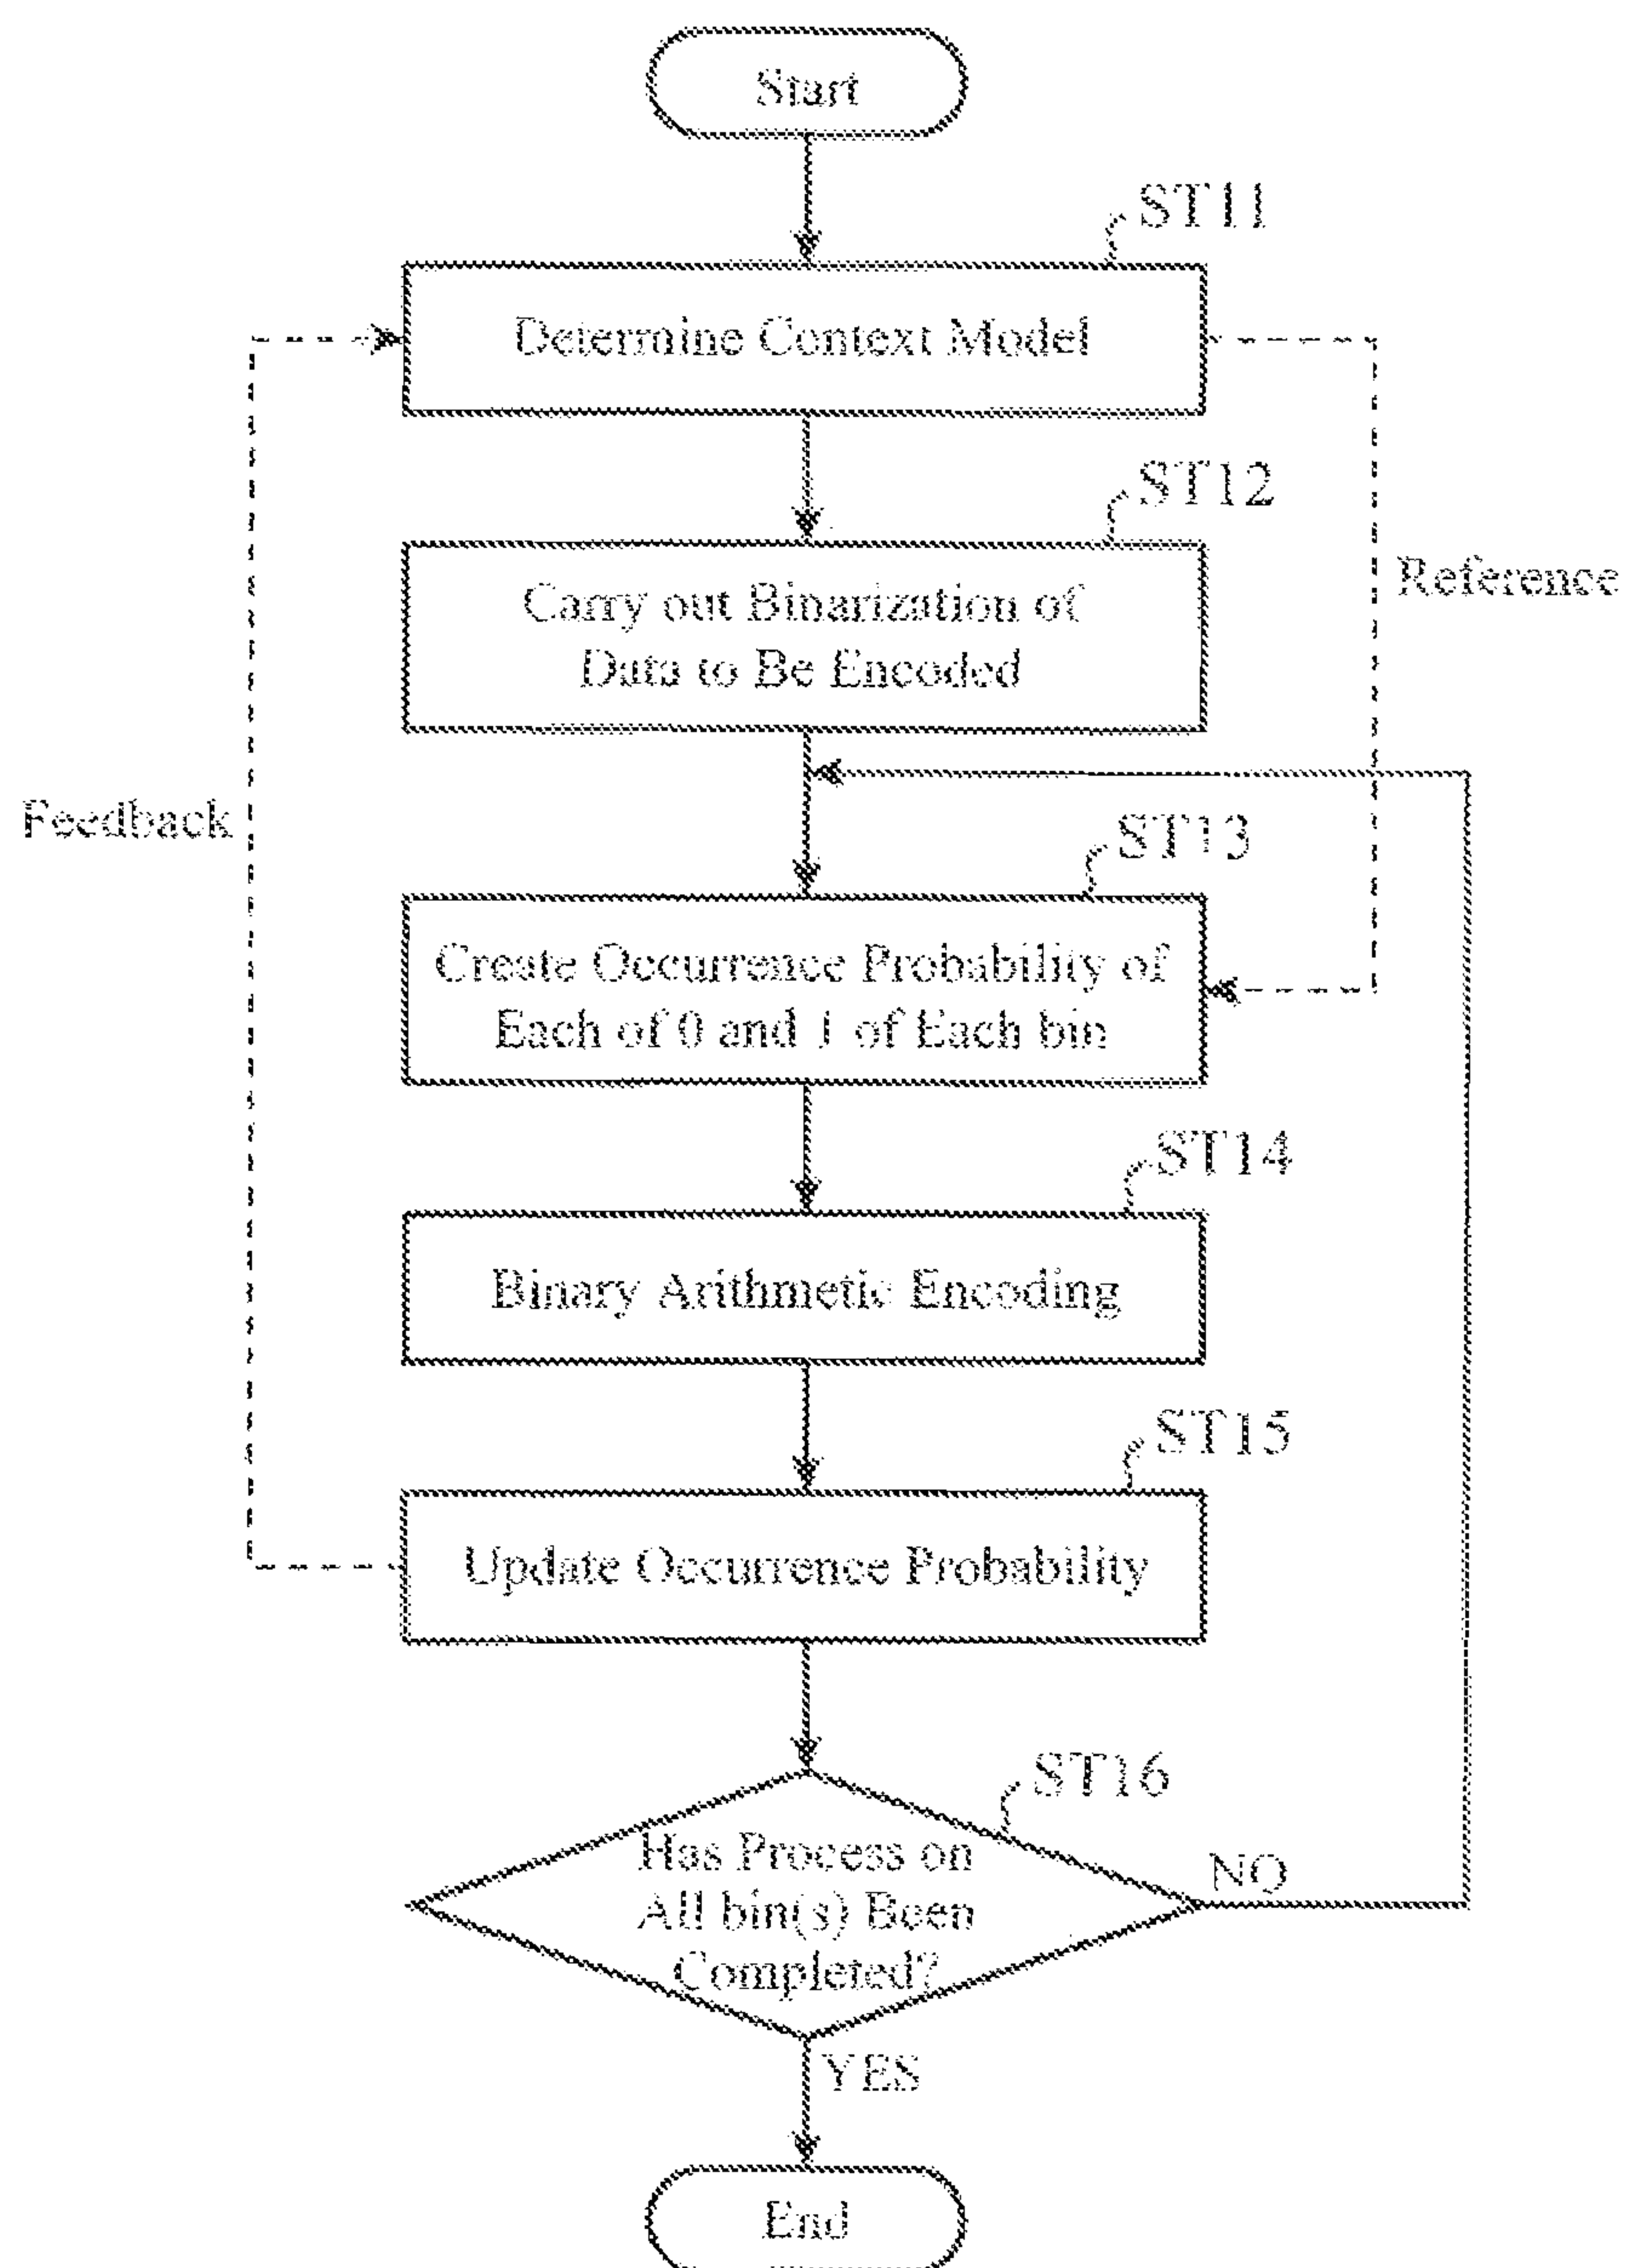 Start
ST11
Determine Context Model
ST12
Carry out Binarization of
Data to Be Encoded
Reference
Feedback
ST13
Create Occurrence Probability of
Each of 0 and 1 of Each bin
ST14
Binary Arithmetic Encoding
ST15
Update Occurrence Probability
ST16
Has Process on
All bin(s) Been
Completed?
NO
YES
End